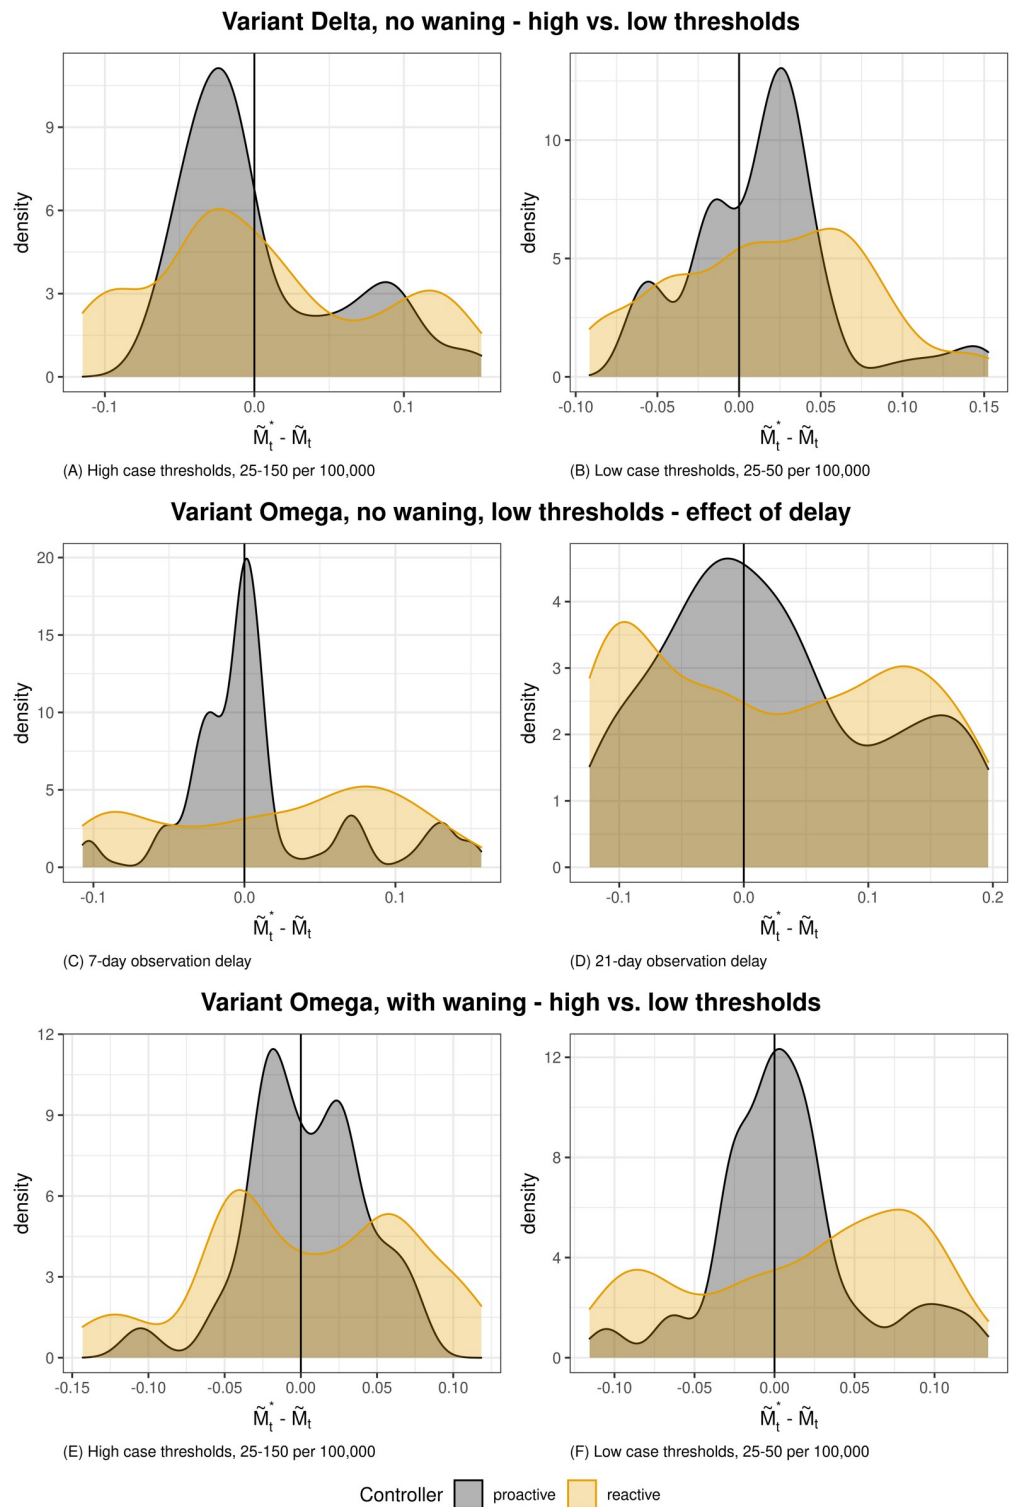 Variant Delta, no waning - high vs. low thresholds
density
9
6
3
0
-0.1 0.0 0.1
M̃*t - M̃t
(A) High case thresholds, 25-150 per 100,000
density
10
5
0
-0.10 -0.05 0.00 0.05 0.10 0.15
M̃*t - M̃t
(B) Low case thresholds, 25-50 per 100,000
Variant Omega, no waning, low thresholds - effect of delay
density
20
15
10
5
0
-0.1 0.0 0.1
M̃*t - M̃t
(C) 7-day observation delay
density
4
3
2
1
0
-0.1 0.0 0.1 0.2
M̃*t - M̃t
(D) 21-day observation delay
Variant Omega, with waning - high vs. low thresholds
density
12
9
6
3
0
-0.15 -0.10 -0.05 0.00 0.05 0.10
M̃*t - M̃t
(E) High case thresholds, 25-150 per 100,000
density
12
8
4
0
-0.10 -0.05 0.00 0.05 0.10
M̃*t - M̃t
(F) Low case thresholds, 25-50 per 100,000
Controller proactive reactive